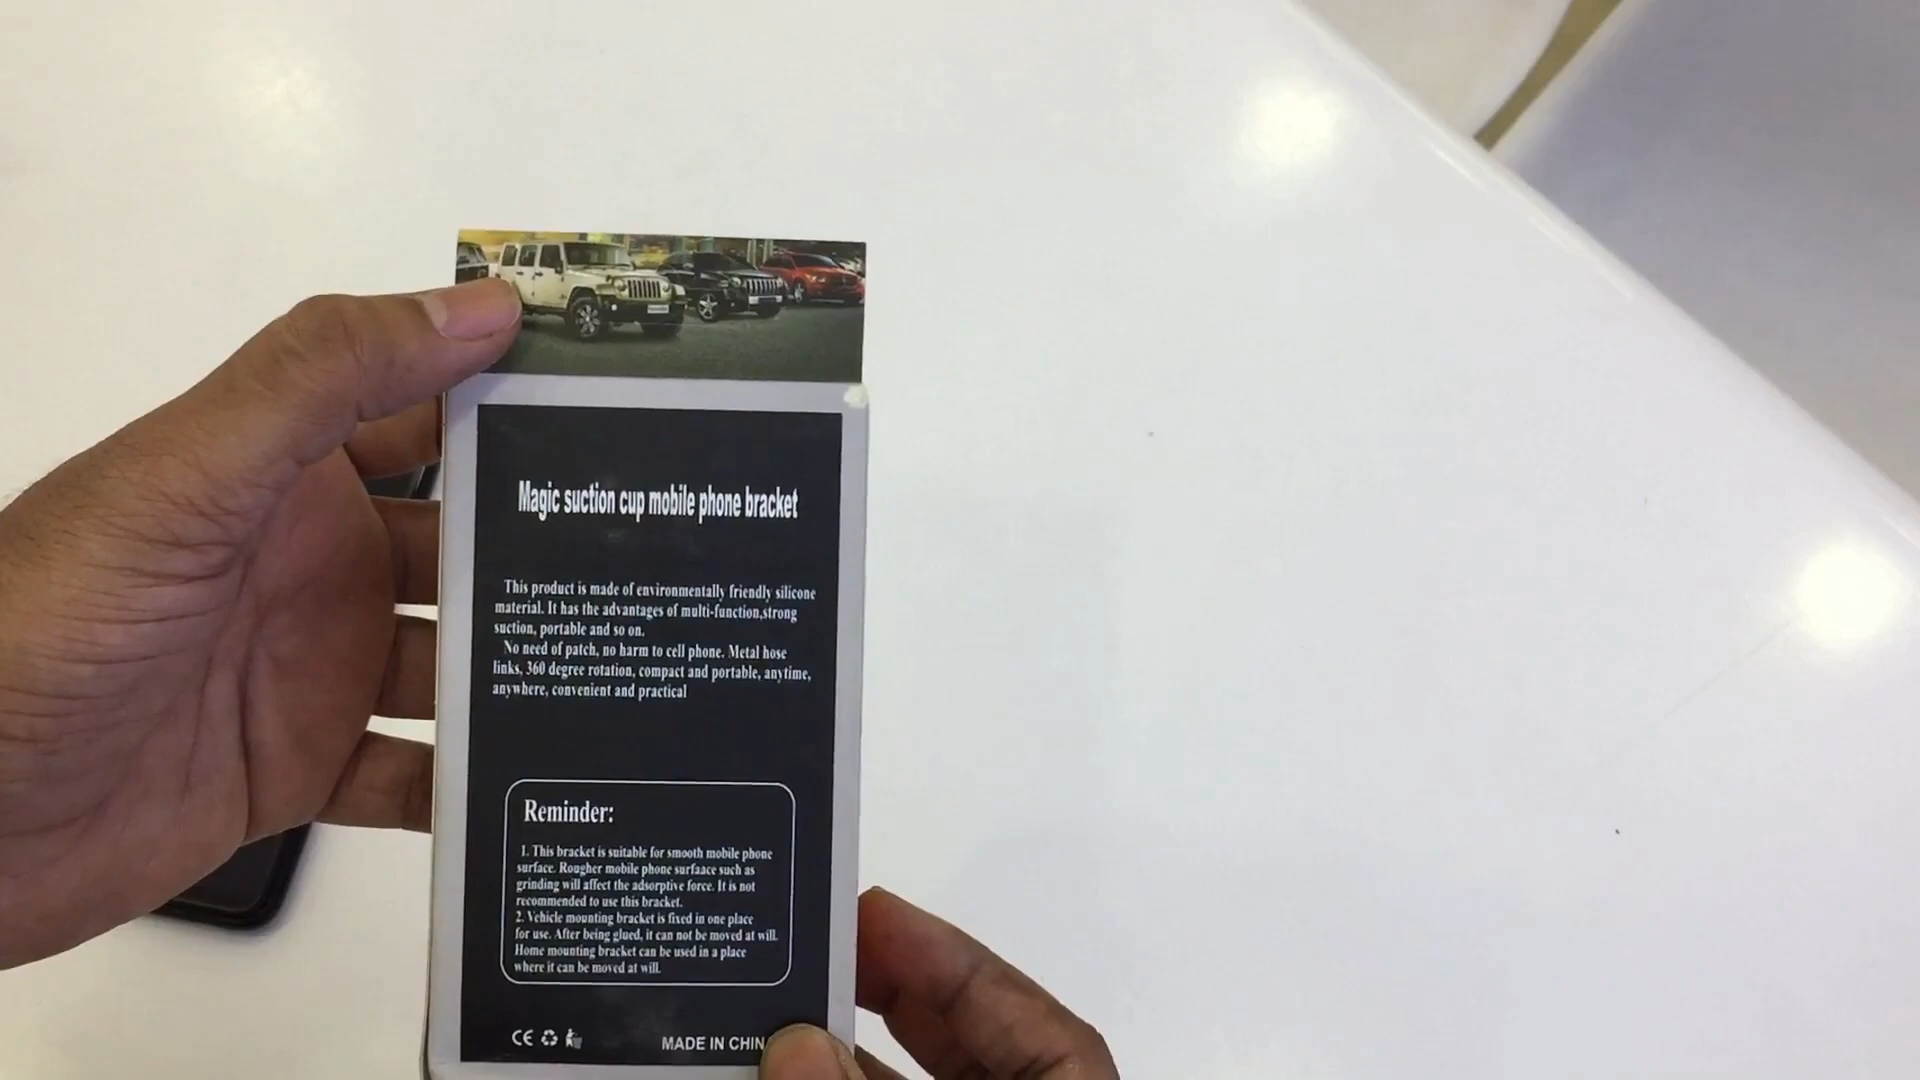 Magic suction cup mobile phone bracket
This product is made of environmentally friendly silicone
material. It has the advantages of multi-function,strong
suction, portable and so on.
No need of patch, no harm to cell phone. Metal hose
links, 360 degree rotation, compact and portable, anytime,
anywhere, convenient and practical
Reminder:
1. This bracket is suitable for smooth mobile phone
surface. Rougher mobile phone surfaace such as
grinding will affect the adsorptive force. It is not
recommended to use this bracket.
2. Vehicle mounting bracket is fixed in one place
for use. After being glued, it can not be moved at will.
Home mounting bracket can be used in a place
where it can be moved at will.
CE
MADE IN CHIN